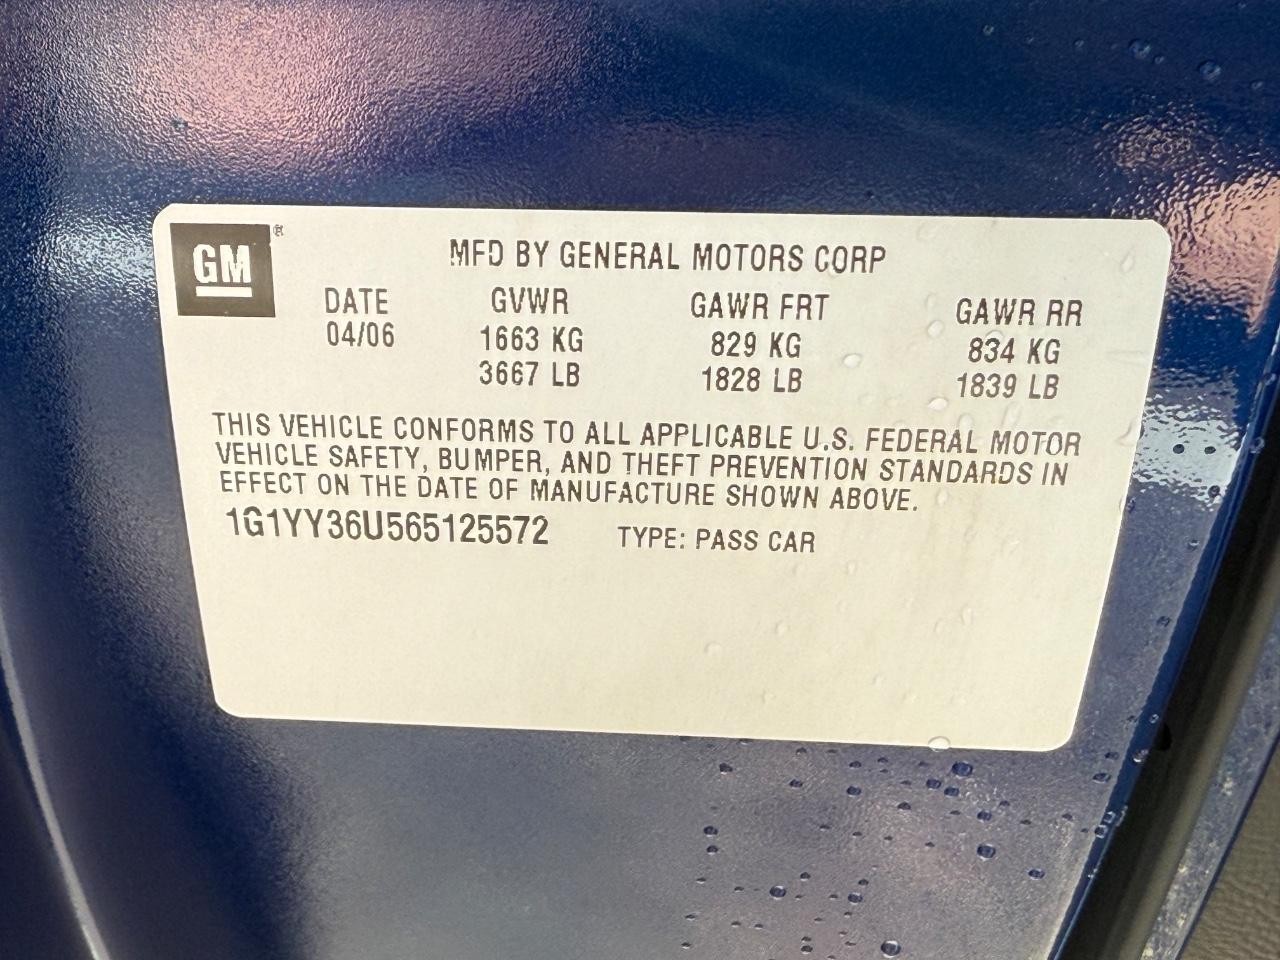 GM®
MFD BY GENERAL MOTORS CORP
DATE GVWR GAWR FRT GAWR RR
04/06 1663 KG 829 KG 834 KG
3667 LB 1828 LB 1839 LB
THIS VEHICLE CONFORMS TO ALL APPLICABLE U.S. FEDERAL MOTOR
VEHICLE SAFETY, BUMPER, AND THEFT PREVENTION STANDARDS IN
EFFECT ON THE DATE OF MANUFACTURE SHOWN ABOVE.
1G1YY36U565125572 TYPE: PASS CAR